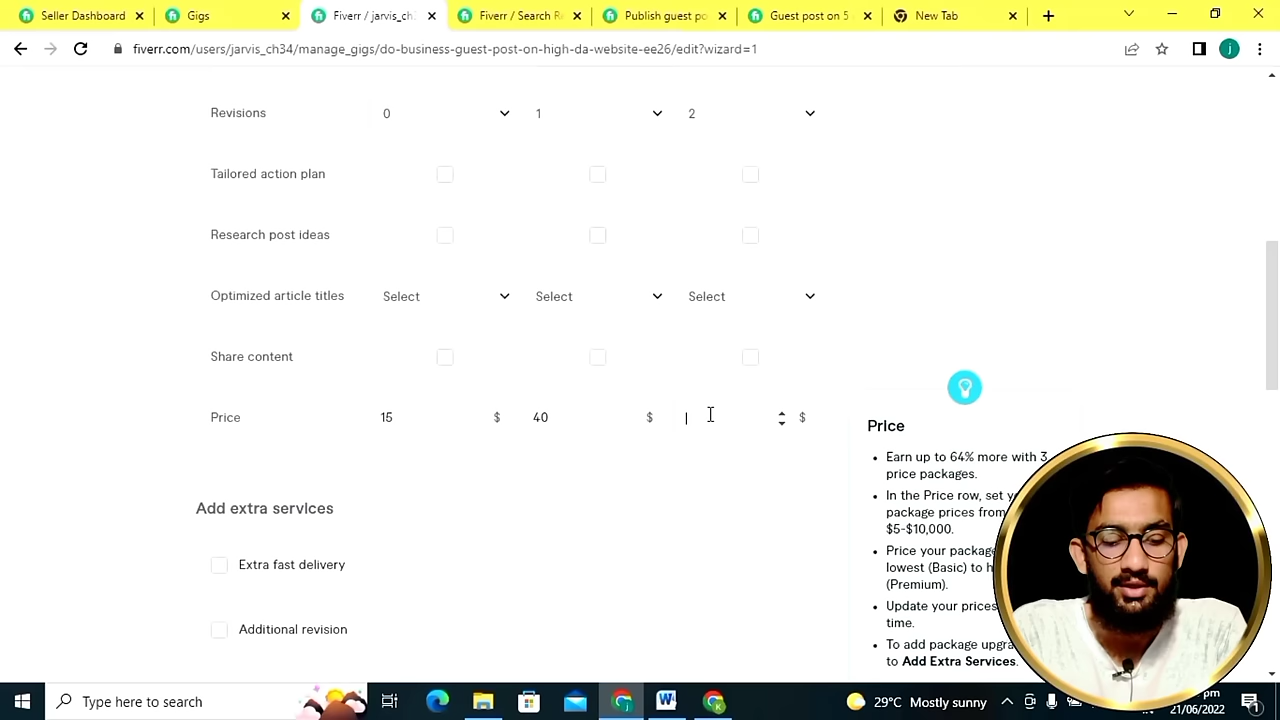 Seller Dashboard
Gigs
Fiverr / jarvis_ch
Fiverr / Search Re
Publish guest po
Guest post on 5
New Tab
fiverr.com/users/jarvis_ch34/manage_gigs/do-business-guest-post-on-high-da-website-ee26/edit?wizard=1
j
Revisions 0 1 2
Tailored action plan
Research post ideas
Optimized article titles Select Select Select
Share content
Price 15 $ 40 $ $
Price
Earn up to 64% more with 3
price packages.
In the Price row, set
package prices from
$5-$10,000.
Price your
lowest (Basic) to
(Premium).
Update your prices
time.
To add package
to Add Extra Services.
Add extra services
Extra fast delivery
Additional revision
Type here to search
W
K
29°C Mostly sunny
pm
21/06/2022
1